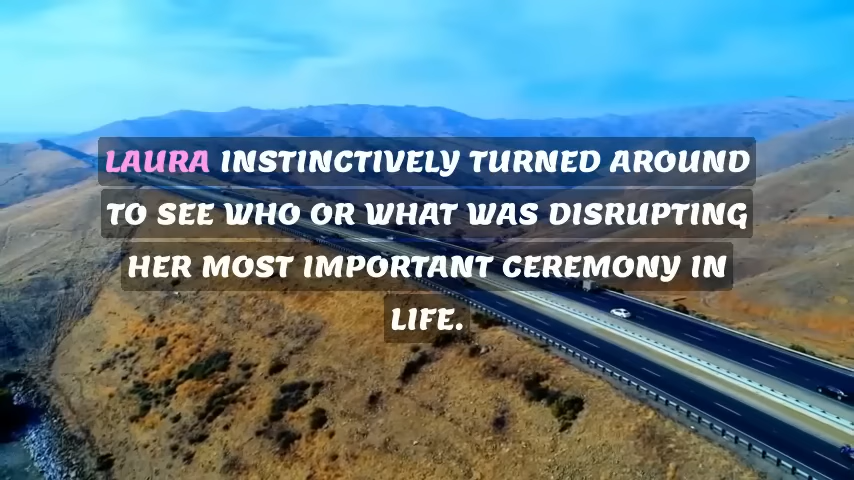 LAURA INSTINCTIVELY TURNED AROUND
TO SEE WHO OR WHAT WAS DISRUPTING
HER MOST IMPORTANT CEREMONY IN
LIFE.